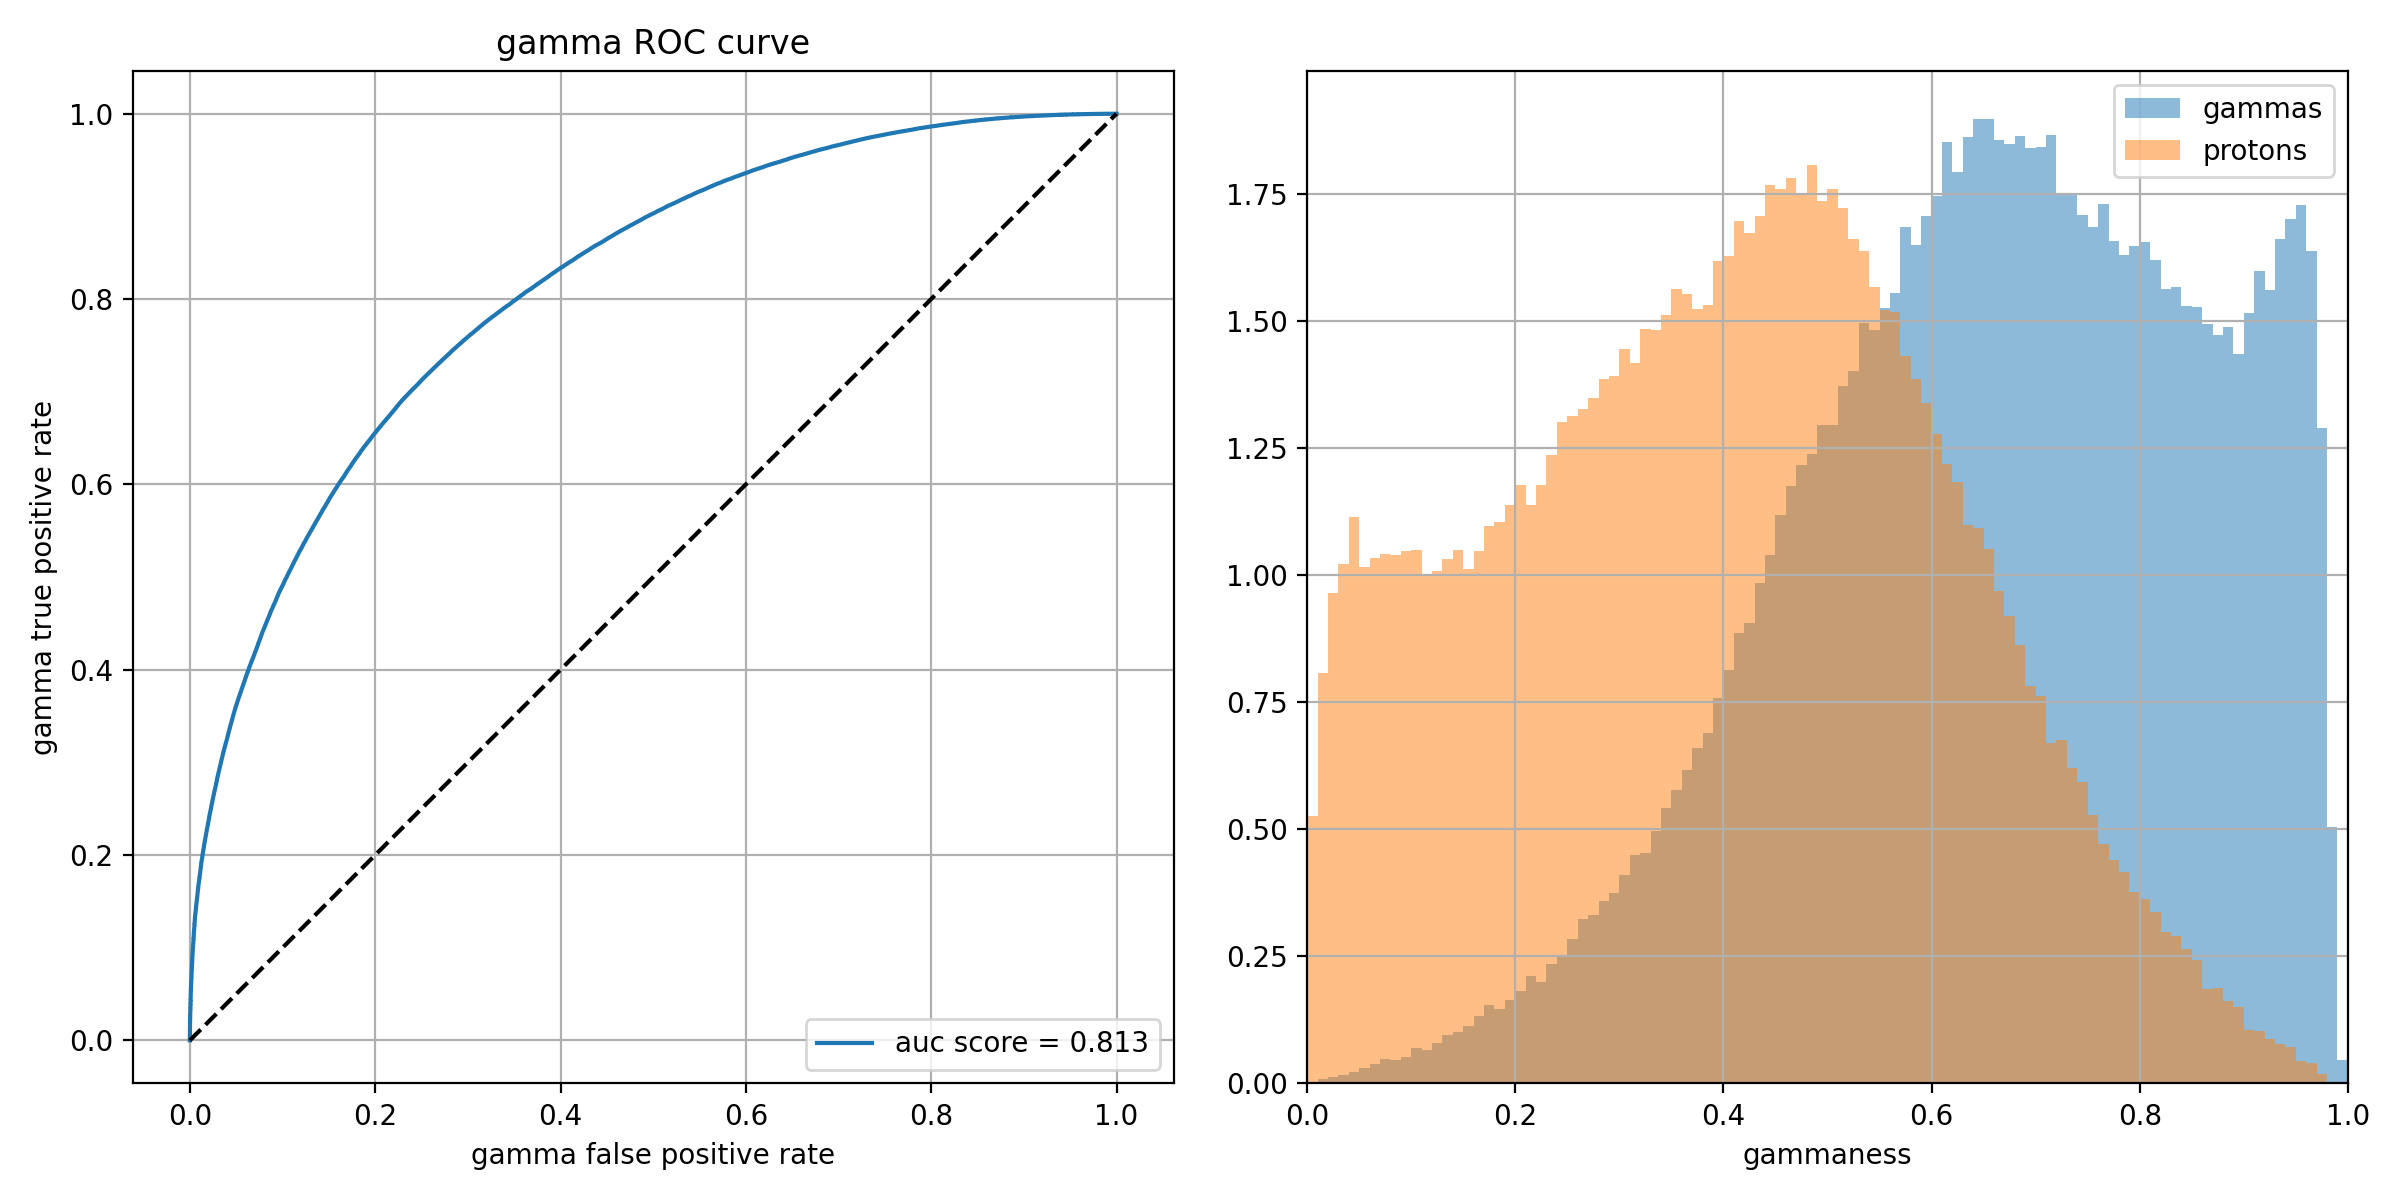 gamma ROC curve
gamma true positive rate
1.0
0.8
0.6
0.4
0.2
0.0
auc score = 0.813
0.0 0.2 0.4 0.6 0.8 1.0
gamma false positive rate
gammas
protons
1.75
1.50
1.25
1.00
0.75
0.50
0.25
0.00
0.0 0.2 0.4 0.6 0.8 1.0
gammaness